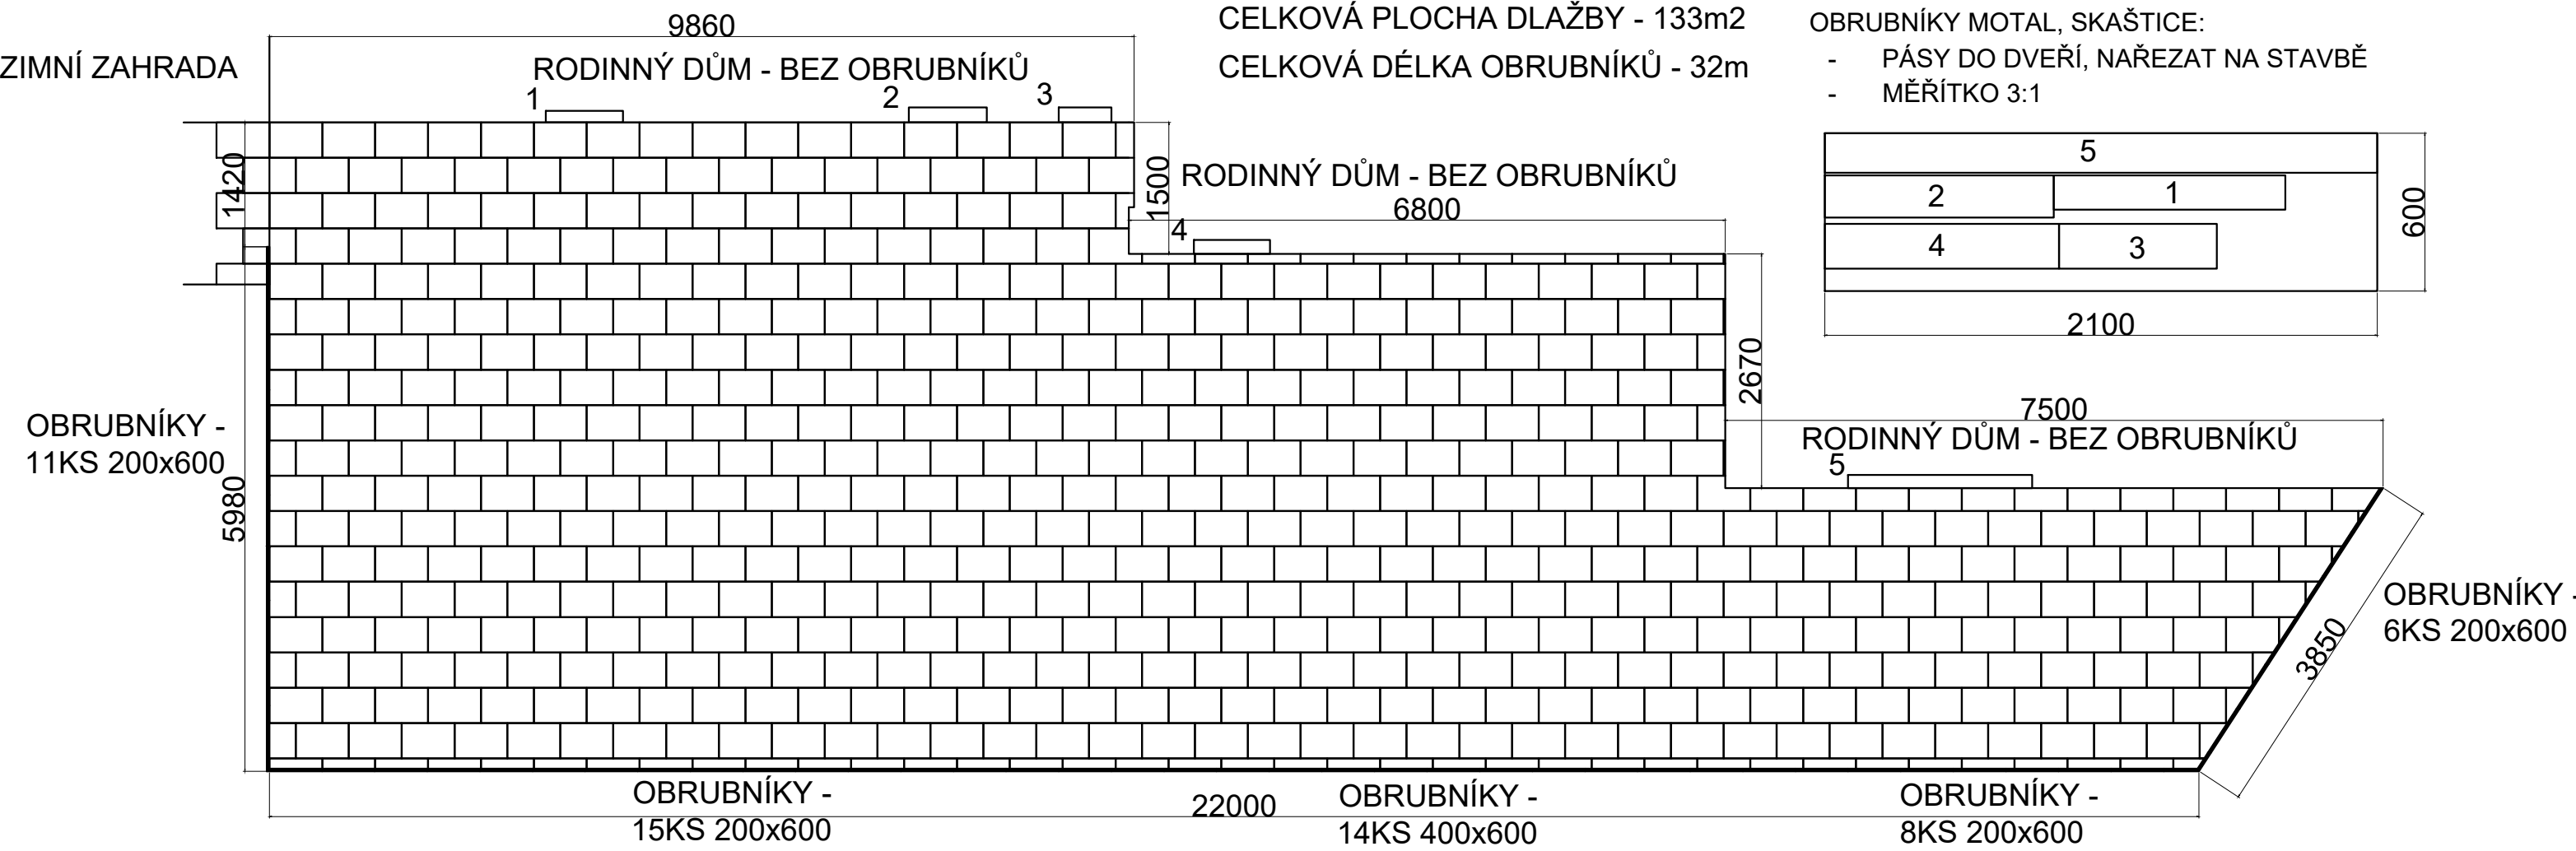 9860
CELKOVÁ PLOCHA DLAŽBY - 133m2
OBRUBNÍKY MOTAL, SKAŠTICE:
ZIMNÍ ZAHRADA
RODINNÝ DŮM - BEZ OBRUBNÍKŮ
CELKOVÁ DÉLKA OBRUBNÍKŮ - 32m
- PÁSY DO DVEŘÍ, NAŘEZAT NA STAVBĚ
- MĚŘÍTKO 3:1
1
2
3
5
2
1
4
3
600
2100
1420
1500
RODINNÝ DŮM - BEZ OBRUBNÍKŮ
6800
4
2670
7500
RODINNÝ DŮM - BEZ OBRUBNÍKŮ
5
OBRUBNÍKY -
11KS 200x600
5980
OBRUBNÍKY -
6KS 200x600
3850
OBRUBNÍKY -
15KS 200x600
22000
OBRUBNÍKY -
14KS 400x600
OBRUBNÍKY -
8KS 200x600